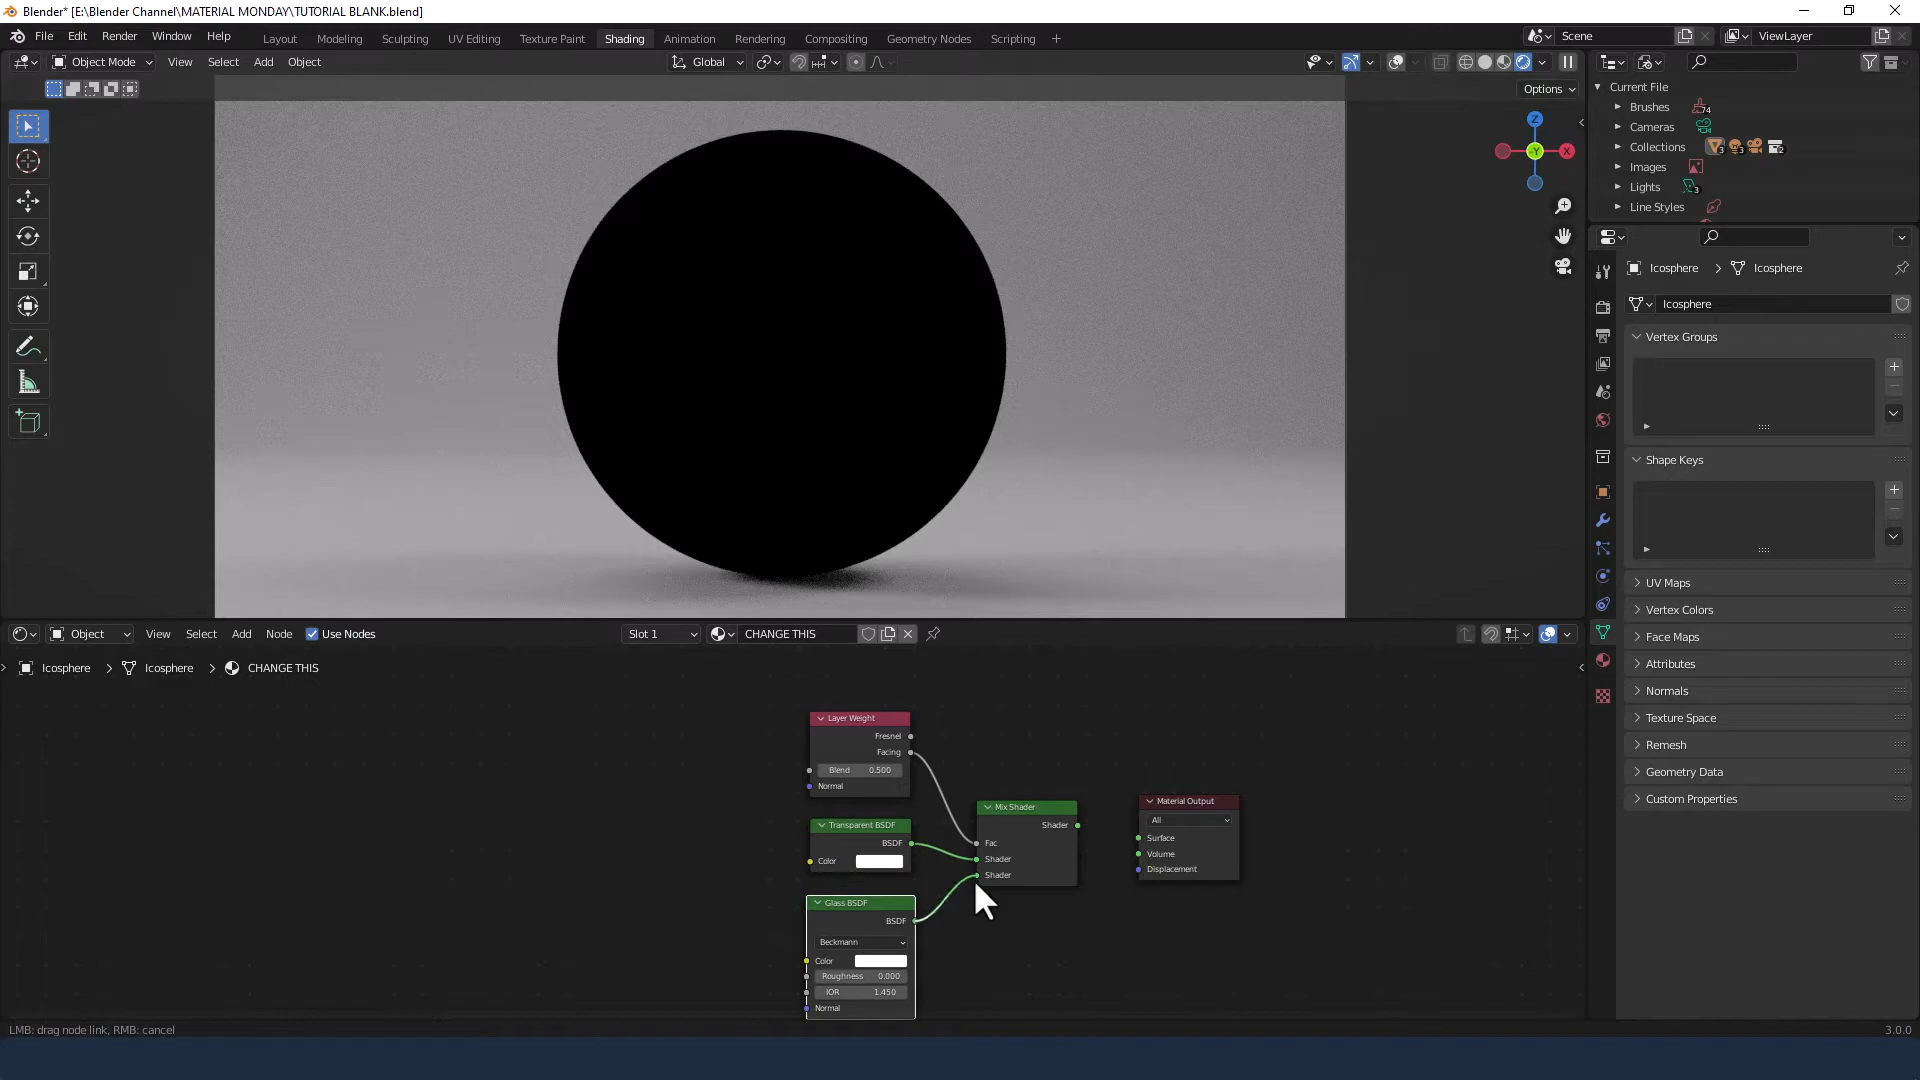 Blender* [E:\Blender Channel\MATERIAL MONDAY\TUTORIAL BLANK.blend]
File Edit Render Window Help Layout Modeling Sculpting UV Editing Texture Paint Shading Animation Rendering Compositing Geometry Nodes Scripting + Scene ViewLayer
Object Mode View Select Add Object Global
Options
Z
-Y X
Current File
Brushes 74
Cameras
Collections 3 3 2
Images
Lights 3
Line Styles
Icosphere > Icosphere
Icosphere
Vertex Groups
Shape Keys
UV Maps
Vertex Colors
Face Maps
Attributes
Normals
Texture Space
Remesh
Geometry Data
Custom Properties
Object View Select Add Node Use Nodes Slot 1 CHANGE THIS
Icosphere > Icosphere > CHANGE THIS
Layer Weight
Fresnel
Facing
Blend 0.500
Normal
Transparent BSDF
BSDF
Color
Glass BSDF
BSDF
Beckmann
Color
Roughness 0.000
IOR 1.450
Normal
Mix Shader
Shader
Fac
Shader
Shader
Material Output
All
Surface
Volume
Displacement
LMB: drag node link, RMB: cancel 3.0.0